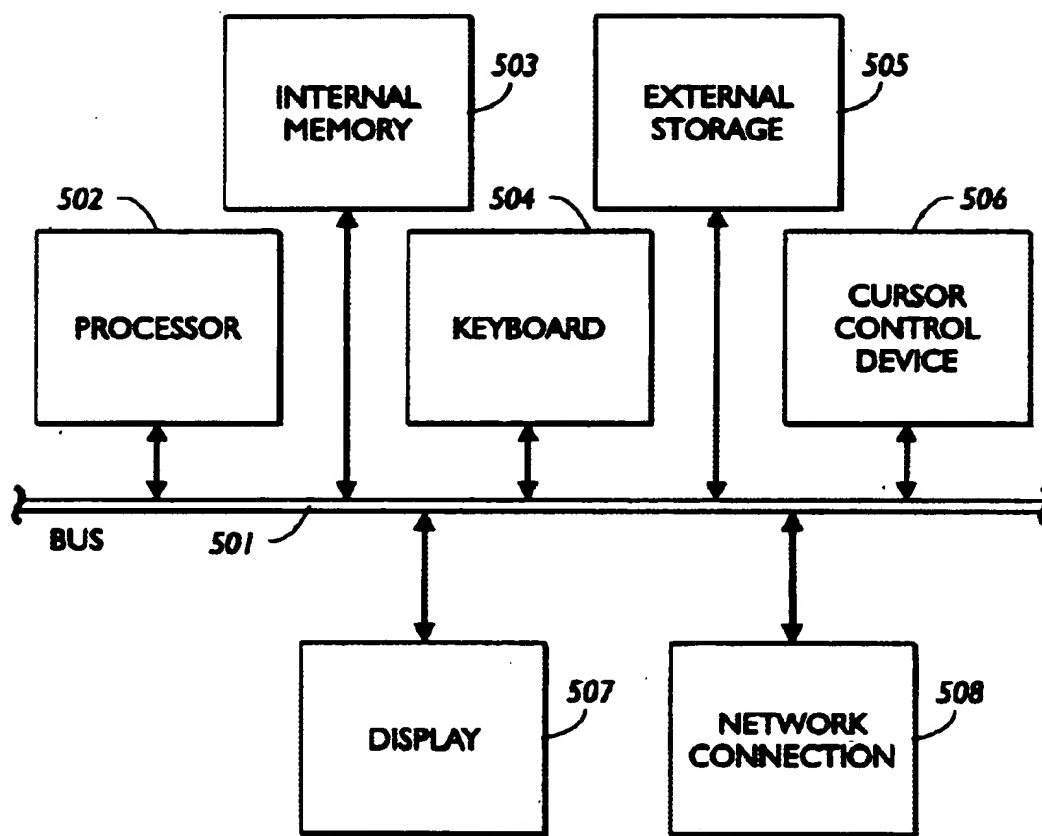 503
505
INTERNAL
MEMORY
EXTERNAL
STORAGE
502
504
506
PROCESSOR
KEYBOARD
CURSOR
CONTROL
DEVICE
BUS
501
507
508
DISPLAY
NETWORK
CONNECTION